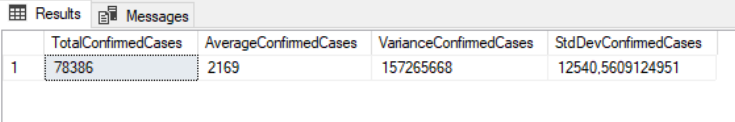 Results Messages
TotalConfirmedCases AverageConfirmedCases VarianceConfirmedCases StdDevConfirmedCases
1 78386 2169 157265668 12540,5609124951